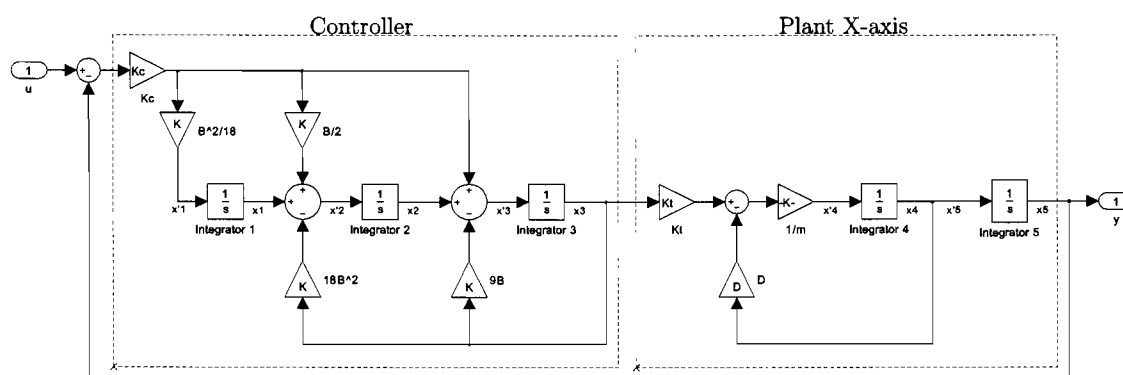 Controller
Plant X-axis
1
u
+
-
Kc
Kc
K
B^2/18
K
B/2
x'1
1
s
Integrator 1
x1
+
+
-
x'2
1
s
Integrator 2
x2
+
+
-
x'3
1
s
Integrator 3
x3
K
18B^2
K
9B
Kt
Kt
+
-
-K-
1/m
x'4
1
s
Integrator 4
x4
x'5
1
s
Integrator 5
x5
1
y
D
D